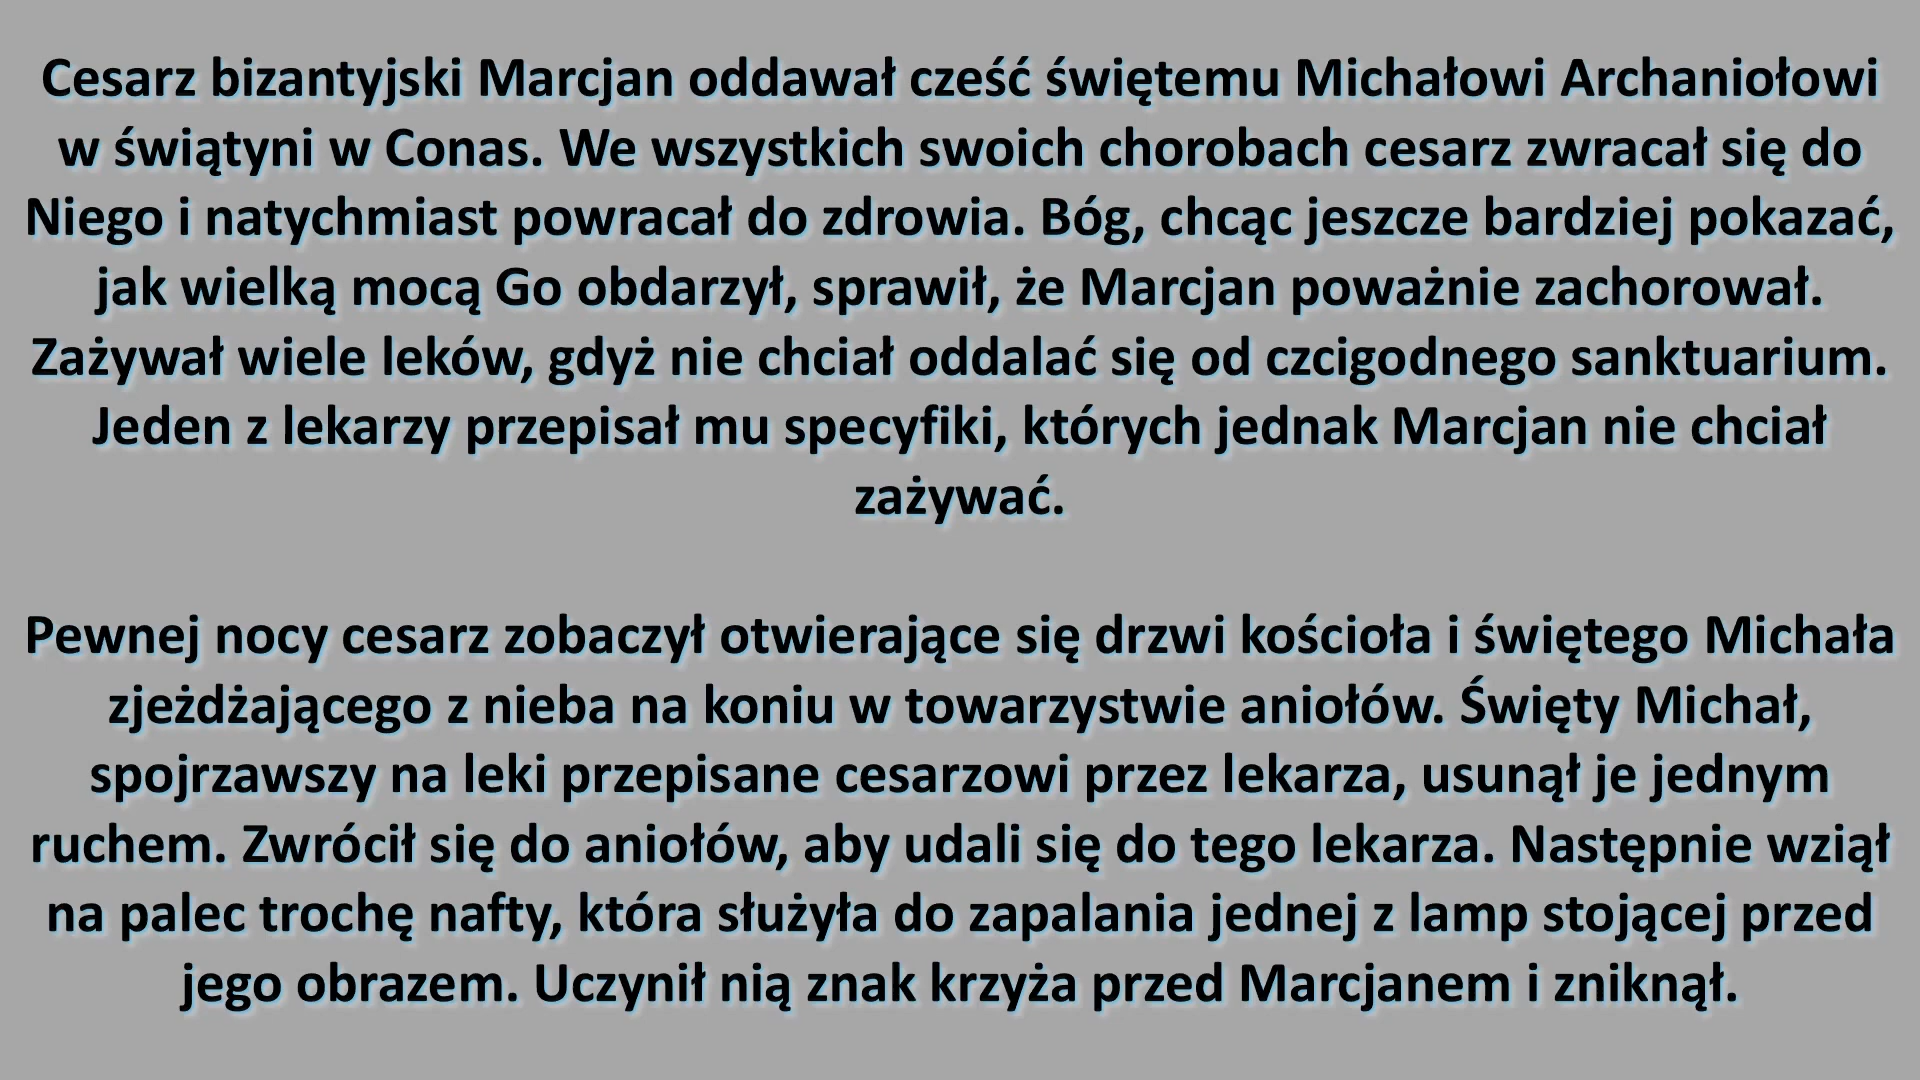 Cesarz bizantyjski Marcjan oddawał cześć świętemu Michałowi Archaniołowi
w świątyni w Conas. We wszystkich swoich chorobach cesarz zwracał się do
Niego i natychmiast powracał do zdrowia. Bóg, chcąc jeszcze bardziej pokazać,
jak wielką mocą Go obdarzył, sprawił, że Marcjan poważnie zachorował.
Zażywał wiele leków, gdyż nie chciał oddalać się od czcigodnego sanktuarium.
Jeden z lekarzy przepisał mu specyfiki, których jednak Marcjan nie chciał
zażywać.
Pewnej nocy cesarz zobaczył otwierające się drzwi kościoła i świętego Michała
zjeżdżającego z nieba na koniu w towarzystwie aniołów. Święty Michał,
spojrzawszy na leki przepisane cesarzowi przez lekarza, usunął je jednym
ruchem. Zwrócił się do aniołów, aby udali się do tego lekarza. Następnie wziął
na palec trochę nafty, która służyła do zapalania jednej z lamp stojącej przed
jego obrazem. Uczynił nią znak krzyża przed Marcjanem i zniknął.